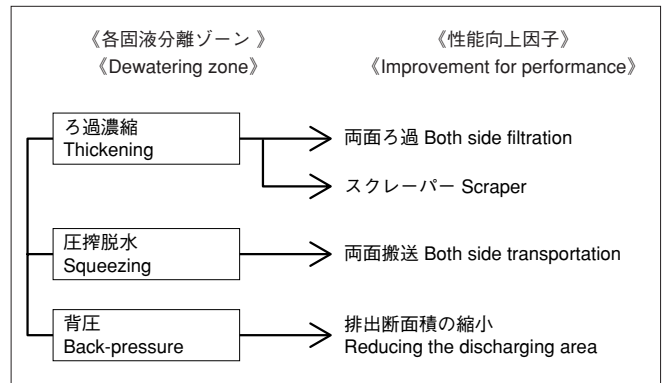 《各固液分離ゾーン 》
《Dewatering zone》
《性能向上因子》
《Improvement for performance》
ろ過濃縮
Thickening
両面ろ過 Both side filtration
スクレーパー Scraper
圧搾脱水
Squeezing
両面搬送 Both side transportation
背圧
Back-pressure
排出断面積の縮小
Reducing the discharging area